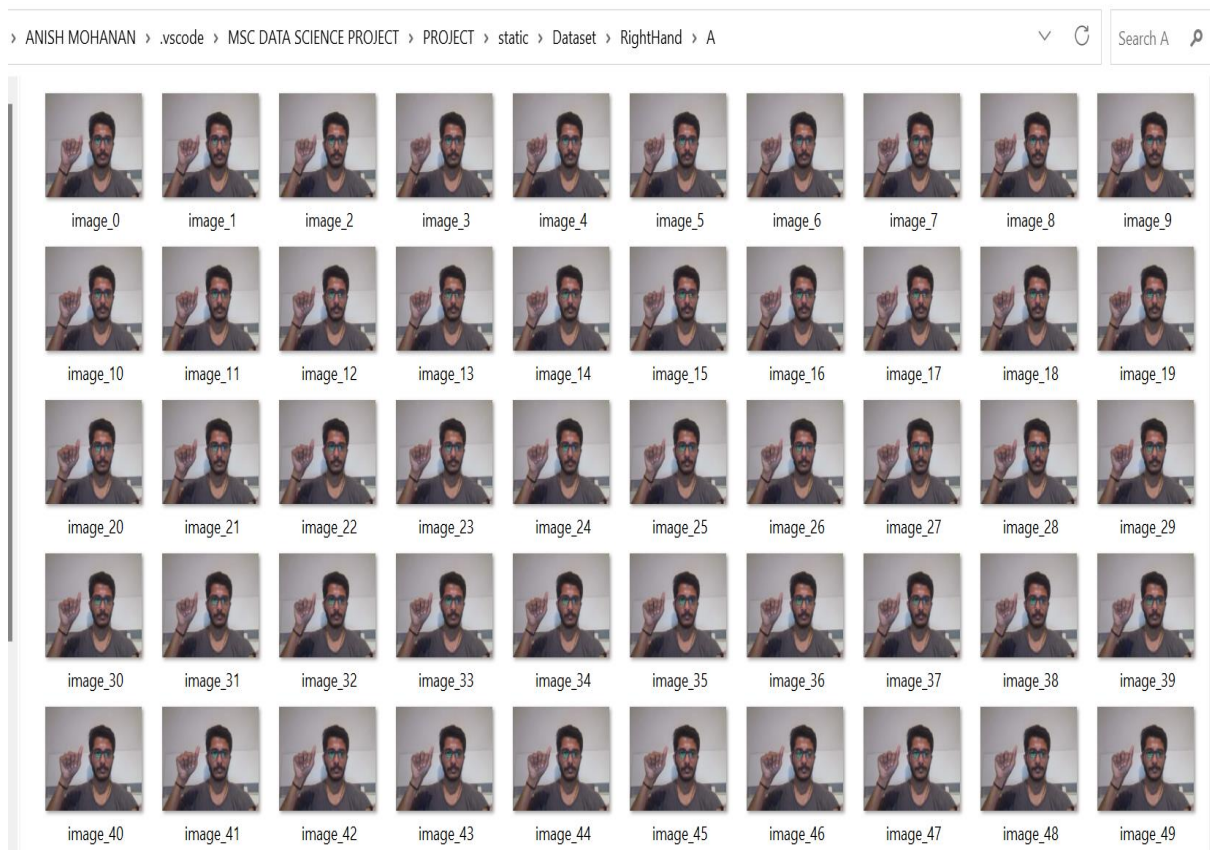 › ANISH MOHANAN › .vscode › MSC DATA SCIENCE PROJECT › PROJECT › static › Dataset › RightHand › A Search A
image_0 image_1 image_2 image_3 image_4 image_5 image_6 image_7 image_8 image_9
image_10 image_11 image_12 image_13 image_14 image_15 image_16 image_17 image_18 image_19
image_20 image_21 image_22 image_23 image_24 image_25 image_26 image_27 image_28 image_29
image_30 image_31 image_32 image_33 image_34 image_35 image_36 image_37 image_38 image_39
image_40 image_41 image_42 image_43 image_44 image_45 image_46 image_47 image_48 image_49